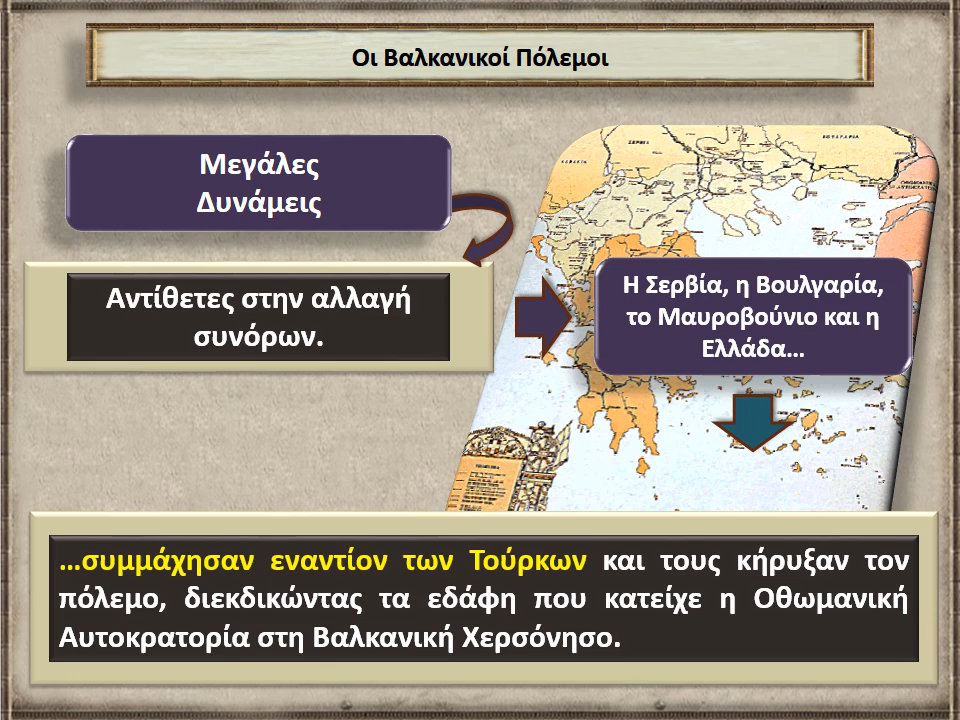 Οι Βαλκανικοί Πόλεμοι
Μεγάλες
Δυνάμεις
Αντίθετες στην αλλαγή
συνόρων.
ΣΕΡΒΙΑ
Η Σερβία, η Βουλγαρία,
το Μαυροβούνιο και η
Ελλάδα...
...συμμάχησαν εναντίον των Τούρκων και τους κήρυξαν τον
πόλεμο, διεκδικώντας τα εδάφη που κατείχε η Οθωμανική
Αυτοκρατορία στη Βαλκανική Χερσόνησο.